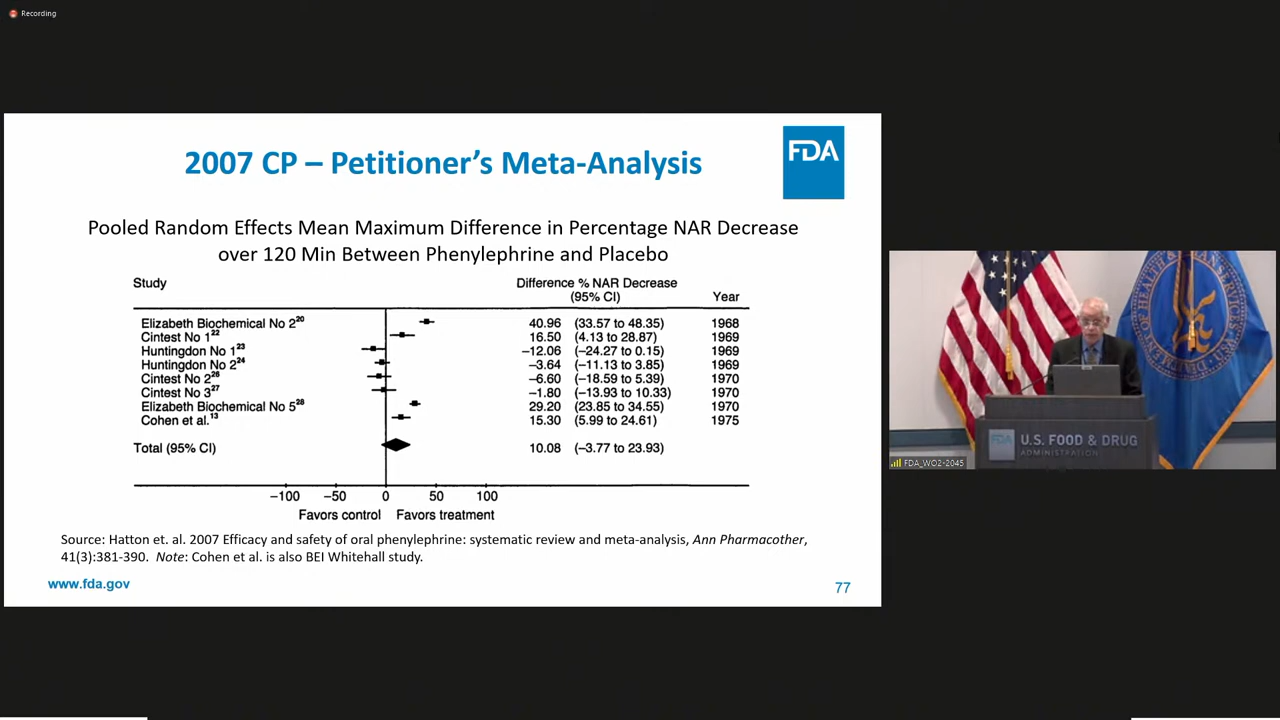 Recording
2007 CP – Petitioner's Meta-Analysis
FDA
Pooled Random Effects Mean Maximum Difference in Percentage NAR Decrease
over 120 Min Between Phenylephrine and Placebo
Study Difference % NAR Decrease
(95% CI) Year
Elizabeth Biochemical No 2²⁰ 40.96 (33.57 to 48.35) 1968
Cintest No 1²² 16.50 (4.13 to 28.87) 1969
Huntingdon No 1²³ −12.06 (−24.27 to 0.15) 1969
Huntingdon No 2²⁴ −3.64 (−11.13 to 3.85) 1969
Cintest No 2²⁶ −6.60 (−18.59 to 5.39) 1970
Cintest No 3²⁷ −1.80 (−13.93 to 10.33) 1970
Elizabeth Biochemical No 5²⁸ 29.20 (23.85 to 34.55) 1970
Cohen et al.¹³ 15.30 (5.99 to 24.61) 1975
Total (95% CI) 10.08 (−3.77 to 23.93)
−100 −50 0 50 100
Favors control Favors treatment
Source: Hatton et. al. 2007 Efficacy and safety of oral phenylephrine: systematic review and meta-analysis, Ann Pharmacother,
41(3):381-390. Note: Cohen et al. is also BEI Whitehall study.
www.fda.gov 77
FDA U.S. FOOD & DRUG
ADMINISTRATION
FDA_WO2-2045